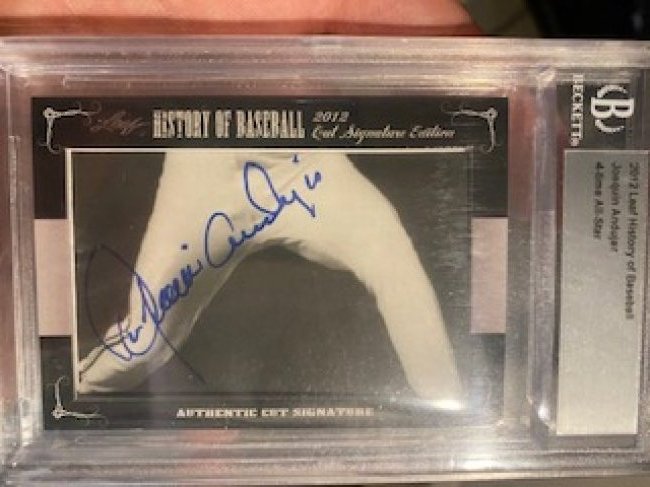 Leaf HISTORY OF BASEBALL 2012 Cut Signature Edition
Joaquin Andujar
AUTHENTIC CUT SIGNATURE
B
BECKETT
2012 Leaf History of Baseball
Joaquin Andujar
4-time All-Star